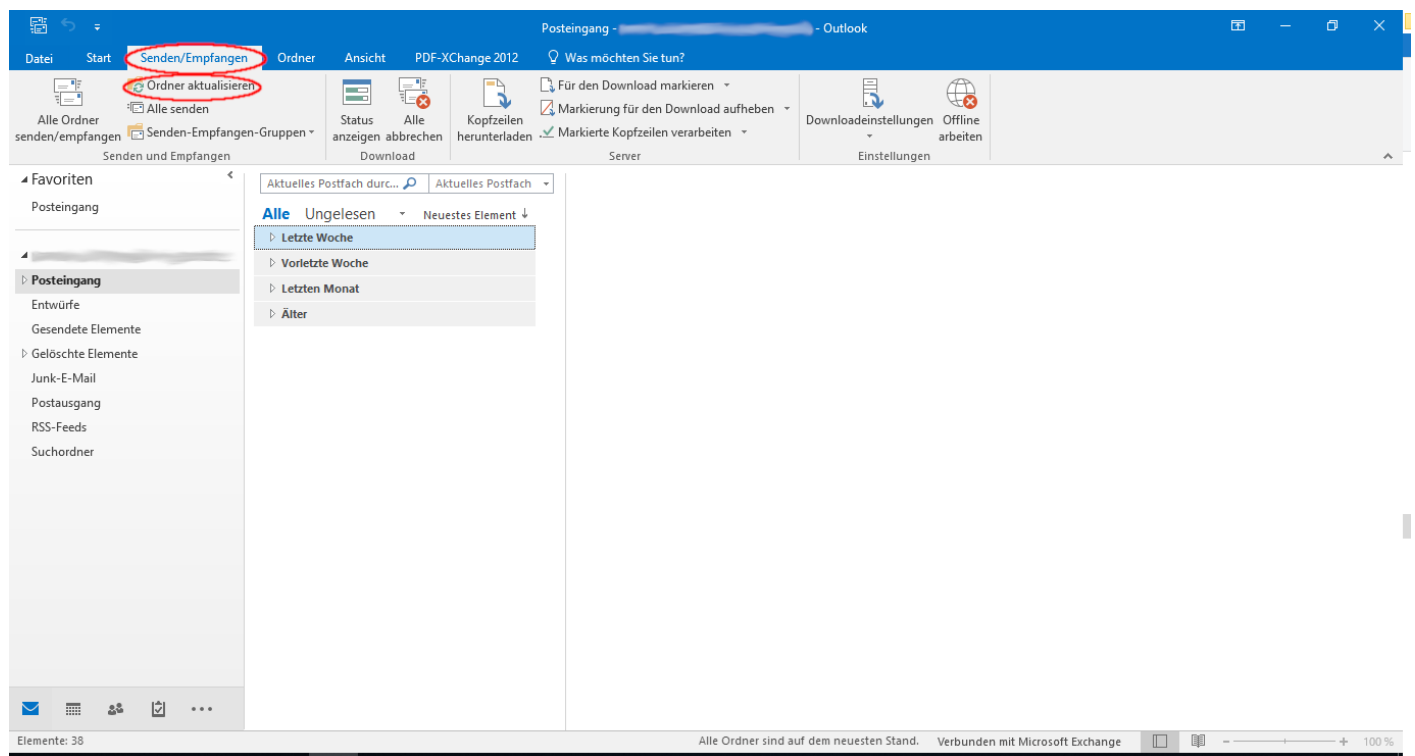 Posteingang - - Outlook
Datei Start Senden/Empfangen Ordner Ansicht PDF-XChange 2012 Was möchten Sie tun?
Alle Ordner
senden/empfangen
Ordner aktualisieren
Alle senden
Senden-Empfangen-Gruppen
Senden und Empfangen
Status
anzeigen
Alle
abbrechen
Download
Kopfzeilen
herunterladen
Für den Download markieren
Markierung für den Download aufheben
Markierte Kopfzeilen verarbeiten
Server
Downloadeinstellungen
Offline
arbeiten
Einstellungen
Favoriten
Posteingang
Posteingang
Entwürfe
Gesendete Elemente
Gelöschte Elemente
Junk-E-Mail
Postausgang
RSS-Feeds
Suchordner
Aktuelles Postfach durc... Aktuelles Postfach
Alle Ungelesen Neuestes Element ↓
Letzte Woche
Vorletzte Woche
Letzten Monat
Älter
Elemente: 38
Alle Ordner sind auf dem neuesten Stand. Verbunden mit Microsoft Exchange 100 %